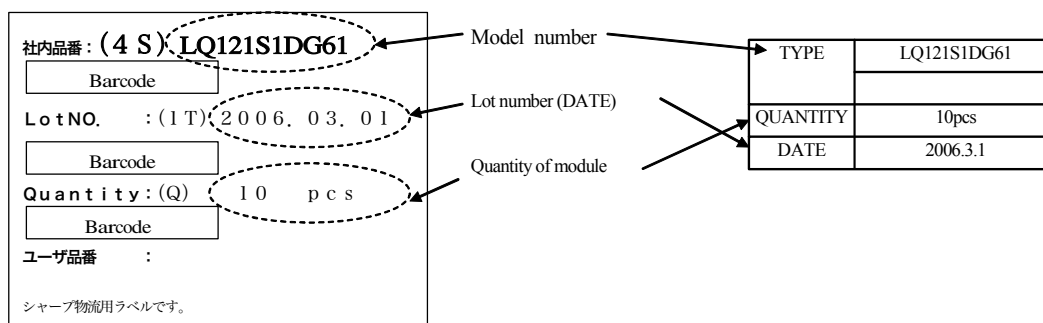 社内品番：(４Ｓ) LQ121S1DG61
Barcode
ＬｏｔＮＯ． ：(１Ｔ) ２００６．０３．０１
Barcode
Ｑｕａｎｔｉｔｙ：(Ｑ) １０ ｐｃｓ
Barcode
ユーザ品番 ：
シャープ物流用ラベルです。
Model number
Lot number (DATE)
Quantity of module
TYPE LQ121S1DG61
QUANTITY 10pcs
DATE 2006.3.1